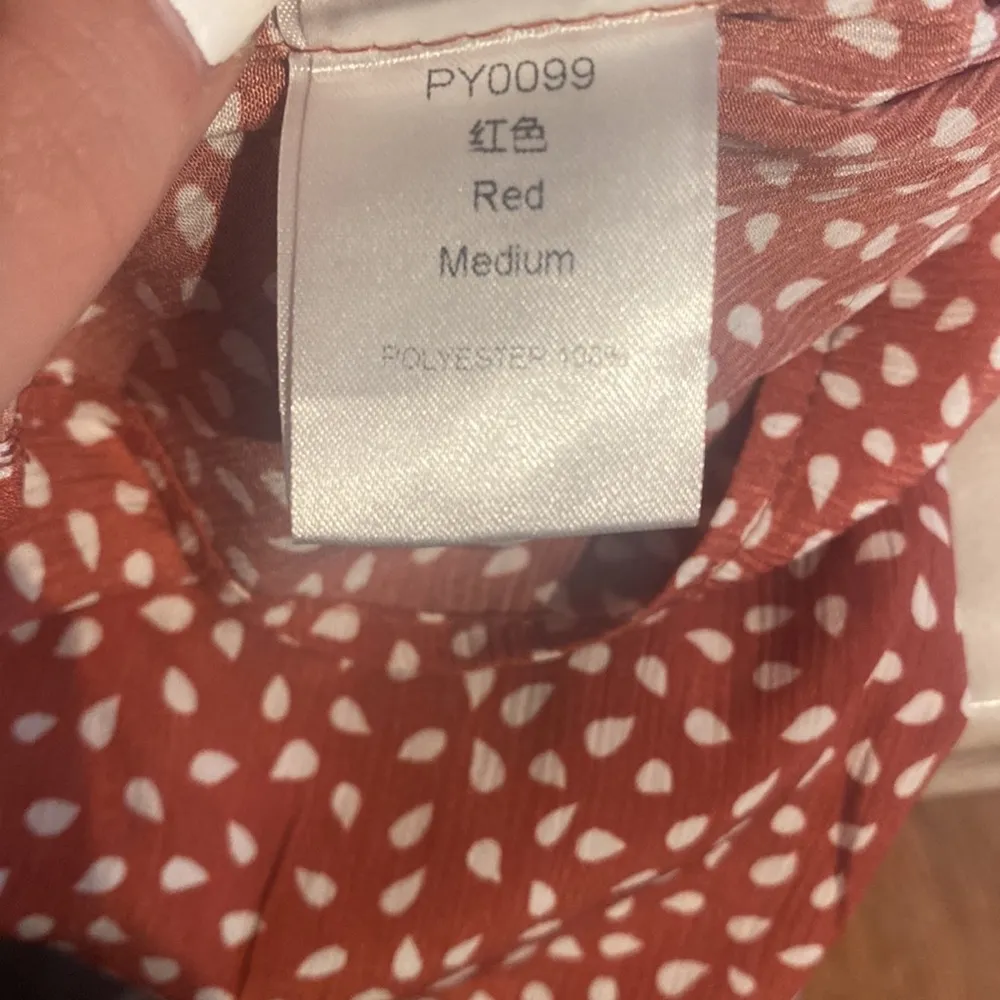 PY0099
红色
Red
Medium
POLYESTER 100%